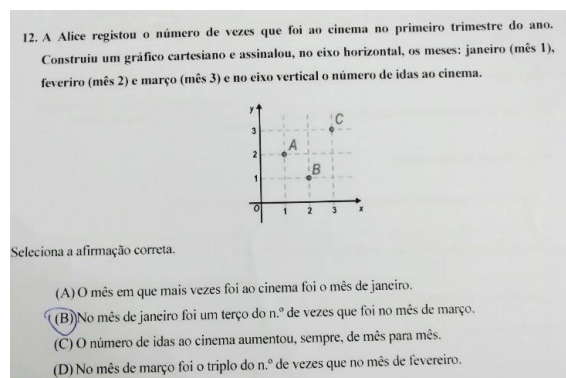 12. A Alice registou o número de vezes que foi ao cinema no primeiro trimestre do ano.
Construiu um gráfico cartesiano e assinalou, no eixo horizontal, os meses: janeiro (mês 1),
feveriro (mês 2) e março (mês 3) e no eixo vertical o número de idas ao cinema.
y
3
C
2
A
1
B
O 1 2 3 x
Seleciona a afirmação correta.
(A) O mês em que mais vezes foi ao cinema foi o mês de janeiro.
(B) No mês de janeiro foi um terço do n.º de vezes que foi no mês de março.
(C) O número de idas ao cinema aumentou, sempre, de mês para mês.
(D) No mês de março foi o triplo do n.º de vezes que no mês de fevereiro.